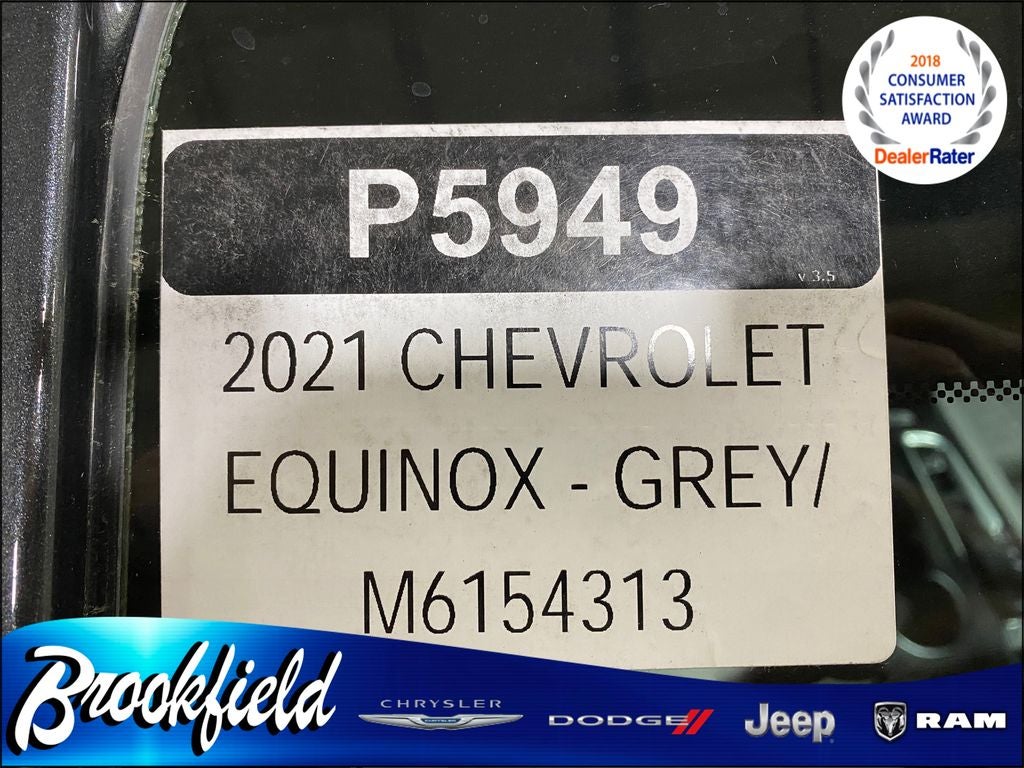 2018
CONSUMER
SATISFACTION
AWARD
DealerRater
P5949
v 3.5
2021 CHEVROLET
EQUINOX - GREY/
M6154313
Brookfield
CHRYSLER
DODGE
Jeep
RAM